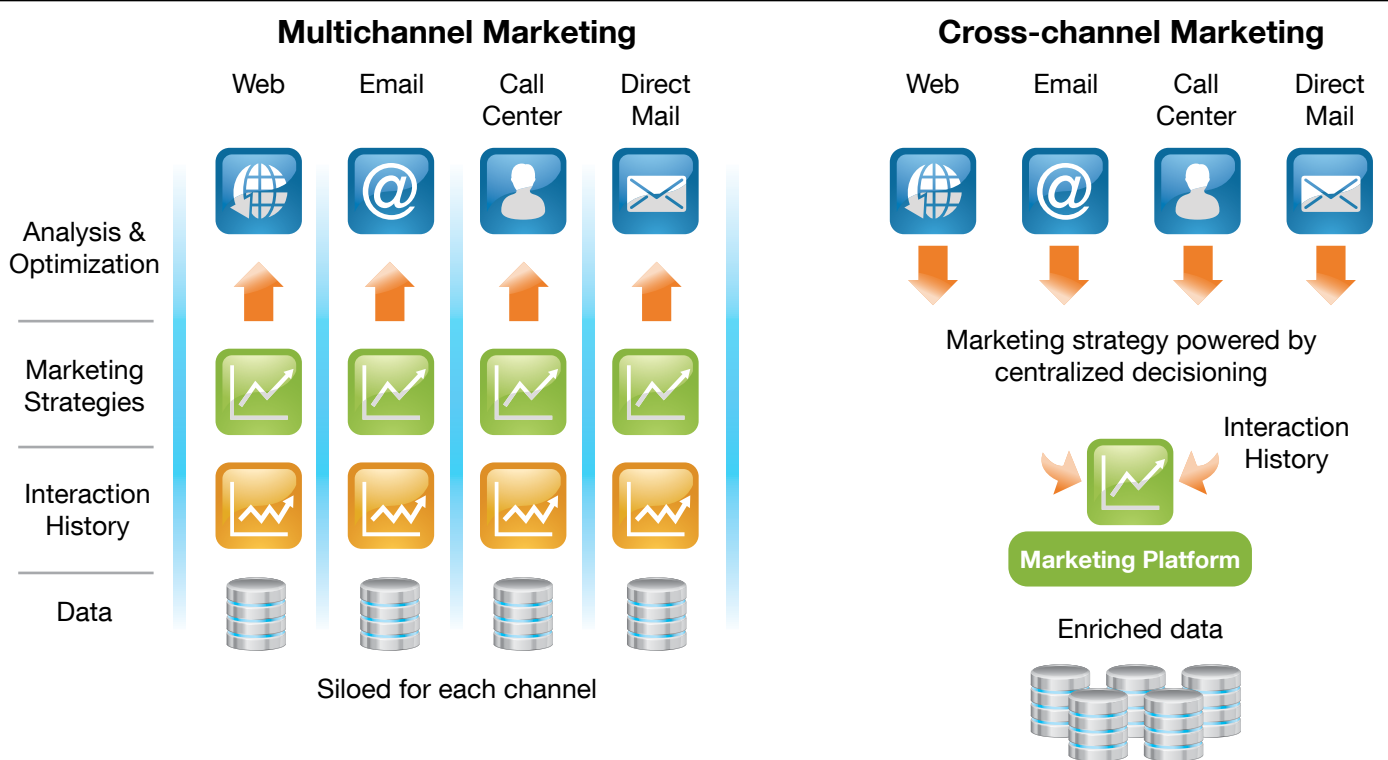 Multichannel Marketing
Web
Email
Call
Center
Direct
Mail
Analysis &
Optimization
Marketing
Strategies
Interaction
History
Data
Siloed for each channel
Cross-channel Marketing
Web
Email
Call
Center
Direct
Mail
Marketing strategy powered by
centralized decisioning
Interaction
History
Marketing Platform
Enriched data